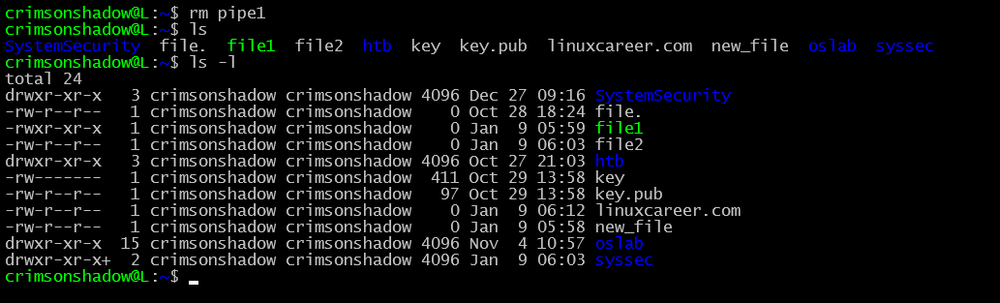 crimsonshadow@L:~$ rm pipe1
crimsonshadow@L:~$ ls
SystemSecurity  file.  file1  file2  htb  key  key.pub  linuxcareer.com  new_file  oslab  syssec
crimsonshadow@L:~$ ls -l
total 24
drwxr-xr-x   3 crimsonshadow crimsonshadow 4096 Dec 27 09:16 SystemSecurity
-rw-r--r--   1 crimsonshadow crimsonshadow    0 Oct 28 18:24 file.
-rwxr-xr-x   1 crimsonshadow crimsonshadow    0 Jan  9 05:59 file1
-rw-r--r--   1 crimsonshadow crimsonshadow    0 Jan  9 06:03 file2
drwxr-xr-x   3 crimsonshadow crimsonshadow 4096 Oct 27 21:03 htb
-rw-------   1 crimsonshadow crimsonshadow  411 Oct 29 13:58 key
-rw-r--r--   1 crimsonshadow crimsonshadow   97 Oct 29 13:58 key.pub
-rw-r--r--   1 crimsonshadow crimsonshadow    0 Jan  9 06:12 linuxcareer.com
-rw-r--r--   1 crimsonshadow crimsonshadow    0 Jan  9 05:58 new_file
drwxr-xr-x  15 crimsonshadow crimsonshadow 4096 Nov  4 10:57 oslab
drwxr-xr-x+  2 crimsonshadow crimsonshadow 4096 Jan  9 06:03 syssec
crimsonshadow@L:~$